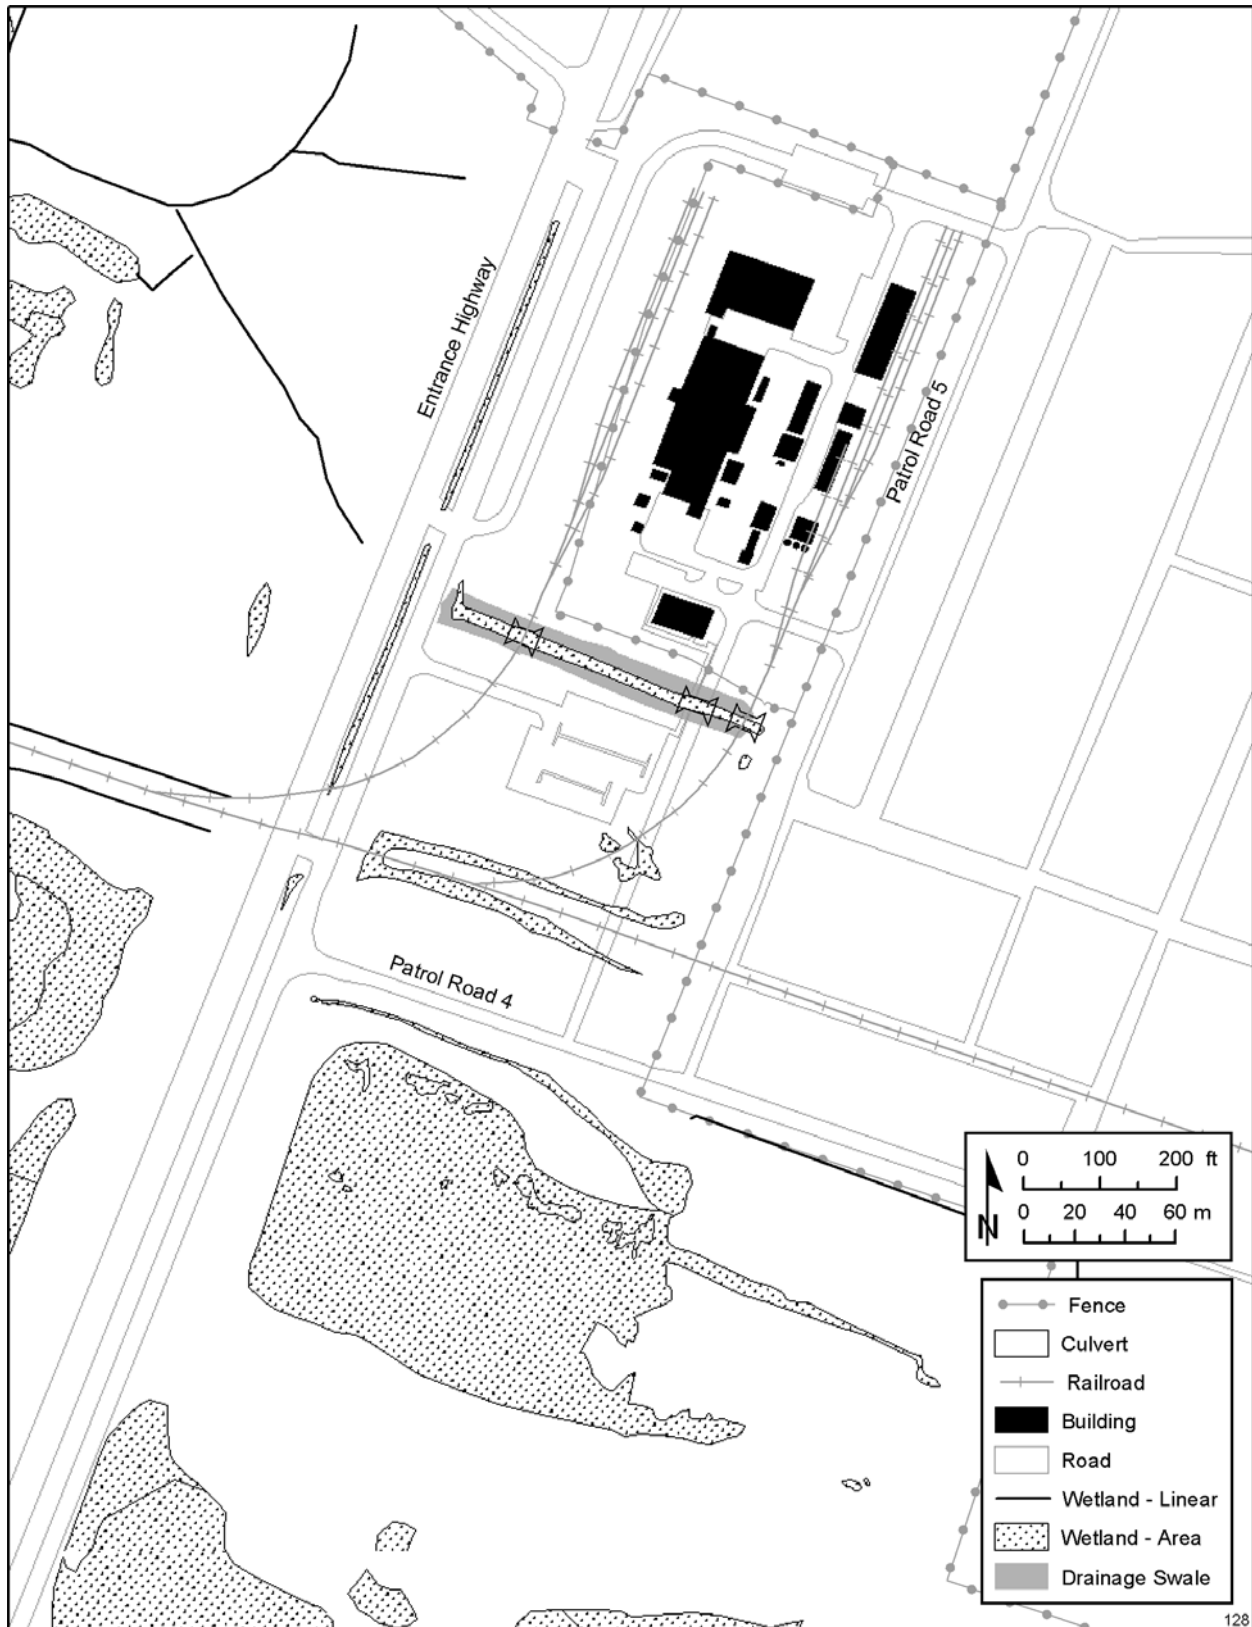 Entrance Highway
Patrol Road 5
Patrol Road 4
0 100 200 ft
0 20 40 60 m
N
Fence
Culvert
Railroad
Building
Road
Wetland - Linear
Wetland - Area
Drainage Swale
128